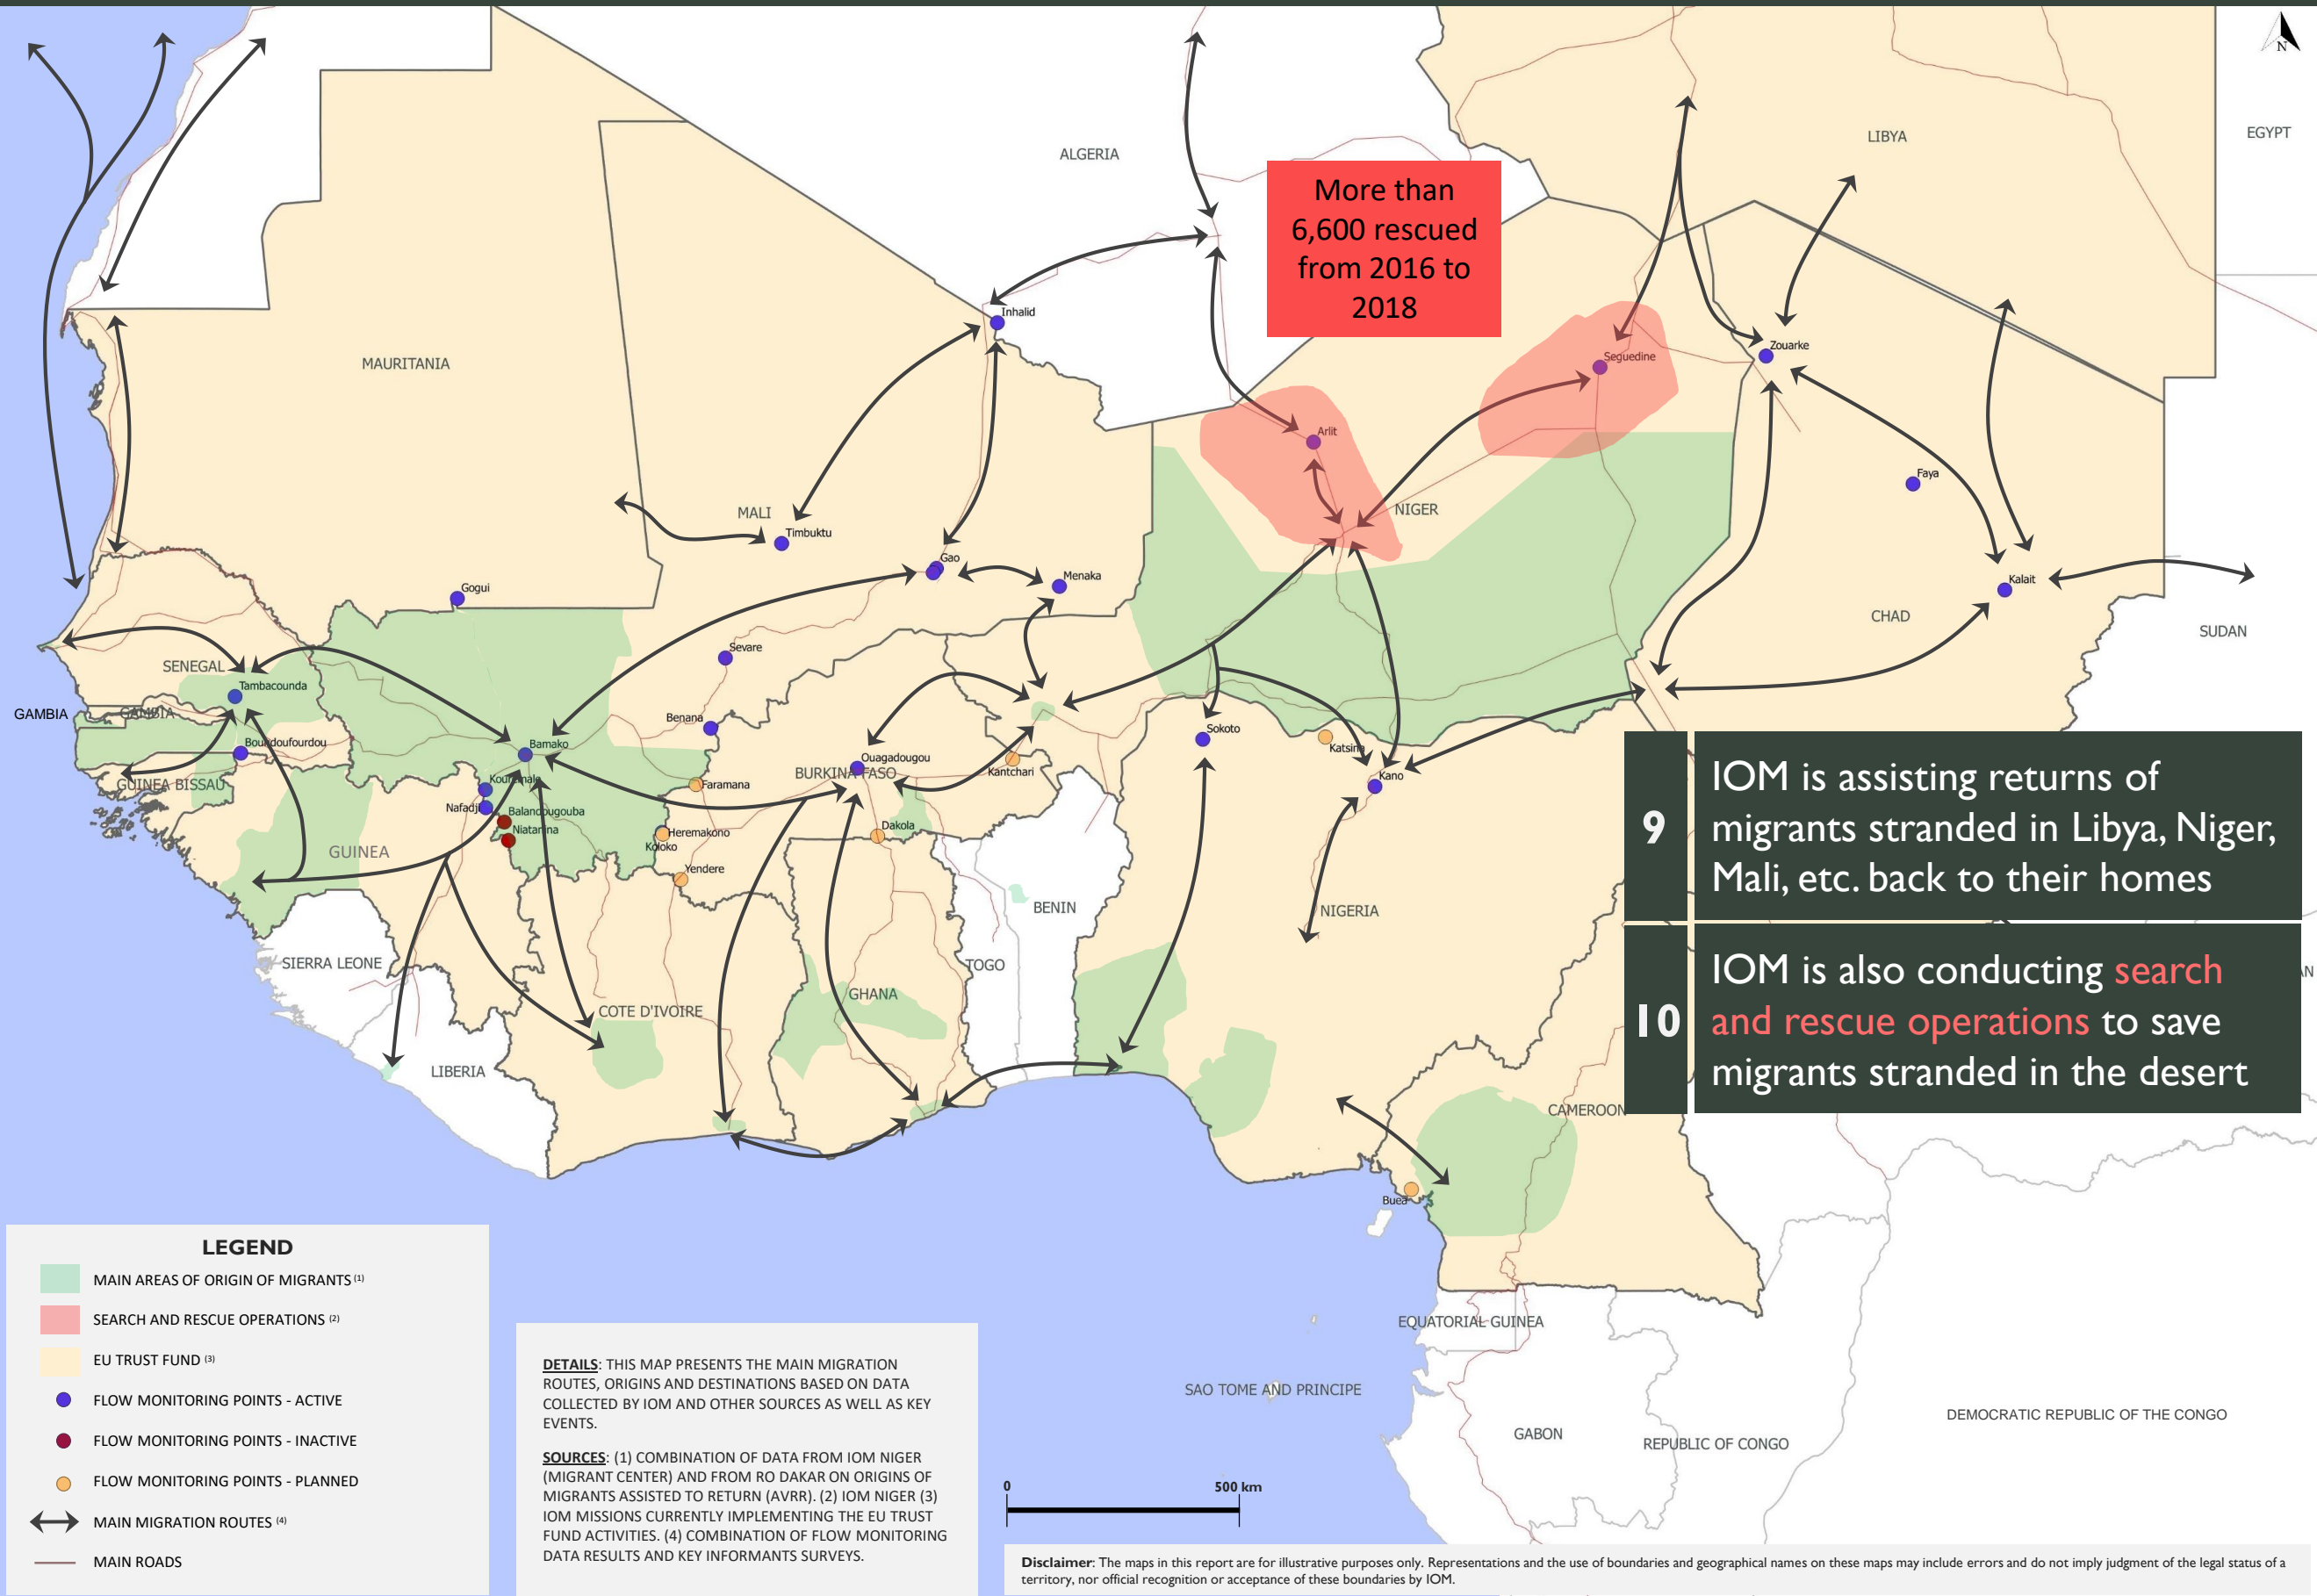 N
LIBYA
EGYPT
ALGERIA
More than
6,600 rescued
from 2016 to
2018
Inhalid
Zouarke
Seguedine
MAURITANIA
Arlit
Faya
NIGER
MALI
Timbuktu
Gao
Menaka
Kalait
Gogui
CHAD
SUDAN
Sevare
SENEGAL
Tambacounda
GAMBIA
GAMBIA
Benana
Sokoto
Katsina
Boundoufourdou
Bamako
Ouagadougou
BURKINA FASO
Kantchari
Kano
GUINEA BISSAU
Kouremale
Faramana
Nafadji
Balandougouba
Niatanina
Heremakono
Koloko
Dakola
GUINEA
Yendere
BENIN
NIGERIA
SIERRA LEONE
TOGO
GHANA
COTE D'IVOIRE
LIBERIA
CAMEROON
Buea
9
IOM is assisting returns of
migrants stranded in Libya, Niger,
Mali, etc. back to their homes
10
IOM is also conducting search
and rescue operations to save
migrants stranded in the desert
AN
EQUATORIAL GUINEA
SAO TOME AND PRINCIPE
GABON
REPUBLIC OF CONGO
DEMOCRATIC REPUBLIC OF THE CONGO
LEGEND
MAIN AREAS OF ORIGIN OF MIGRANTS (1)
SEARCH AND RESCUE OPERATIONS (2)
EU TRUST FUND (3)
FLOW MONITORING POINTS - ACTIVE
FLOW MONITORING POINTS - INACTIVE
FLOW MONITORING POINTS - PLANNED
MAIN MIGRATION ROUTES (4)
MAIN ROADS
DETAILS: THIS MAP PRESENTS THE MAIN MIGRATION
ROUTES, ORIGINS AND DESTINATIONS BASED ON DATA
COLLECTED BY IOM AND OTHER SOURCES AS WELL AS KEY
EVENTS.
SOURCES: (1) COMBINATION OF DATA FROM IOM NIGER
(MIGRANT CENTER) AND FROM RO DAKAR ON ORIGINS OF
MIGRANTS ASSISTED TO RETURN (AVRR). (2) IOM NIGER (3)
IOM MISSIONS CURRENTLY IMPLEMENTING THE EU TRUST
FUND ACTIVITIES. (4) COMBINATION OF FLOW MONITORING
DATA RESULTS AND KEY INFORMANTS SURVEYS.
0 500 km
Disclaimer: The maps in this report are for illustrative purposes only. Representations and the use of boundaries and geographical names on these maps may include errors and do not imply judgment of the legal status of a
territory, nor official recognition or acceptance of these boundaries by IOM.